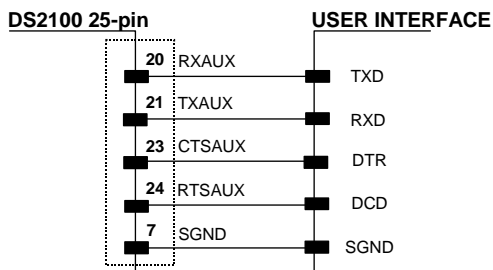 DS2100 25-pin USER INTERFACE
20 RXAUX TXD
21 TXAUX RXD
23 CTSAUX DTR
24 RTSAUX DCD
7 SGND SGND